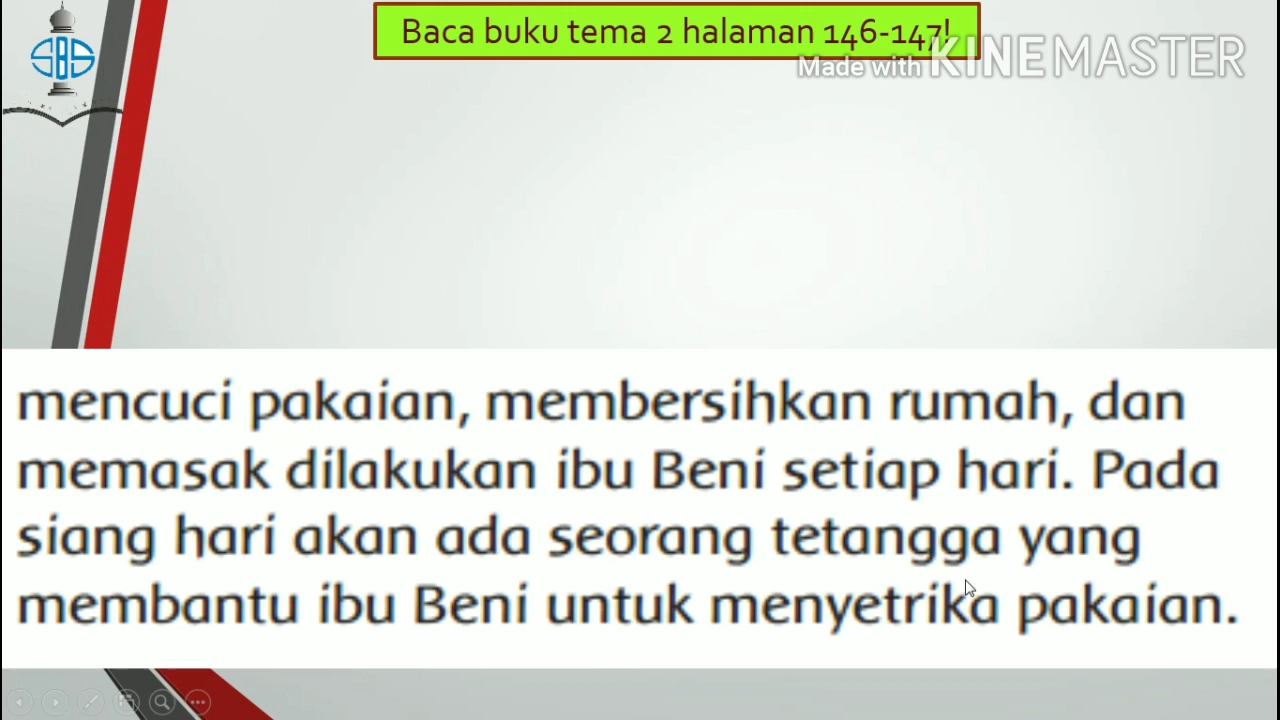 SBS
Baca buku tema 2 halaman 146-147!
Made with KINEMASTER
mencuci pakaian, membersihkan rumah, dan
memasak dilakukan ibu Beni setiap hari. Pada
siang hari akan ada seorang tetangga yang
membantu ibu Beni untuk menyetrika pakaian.